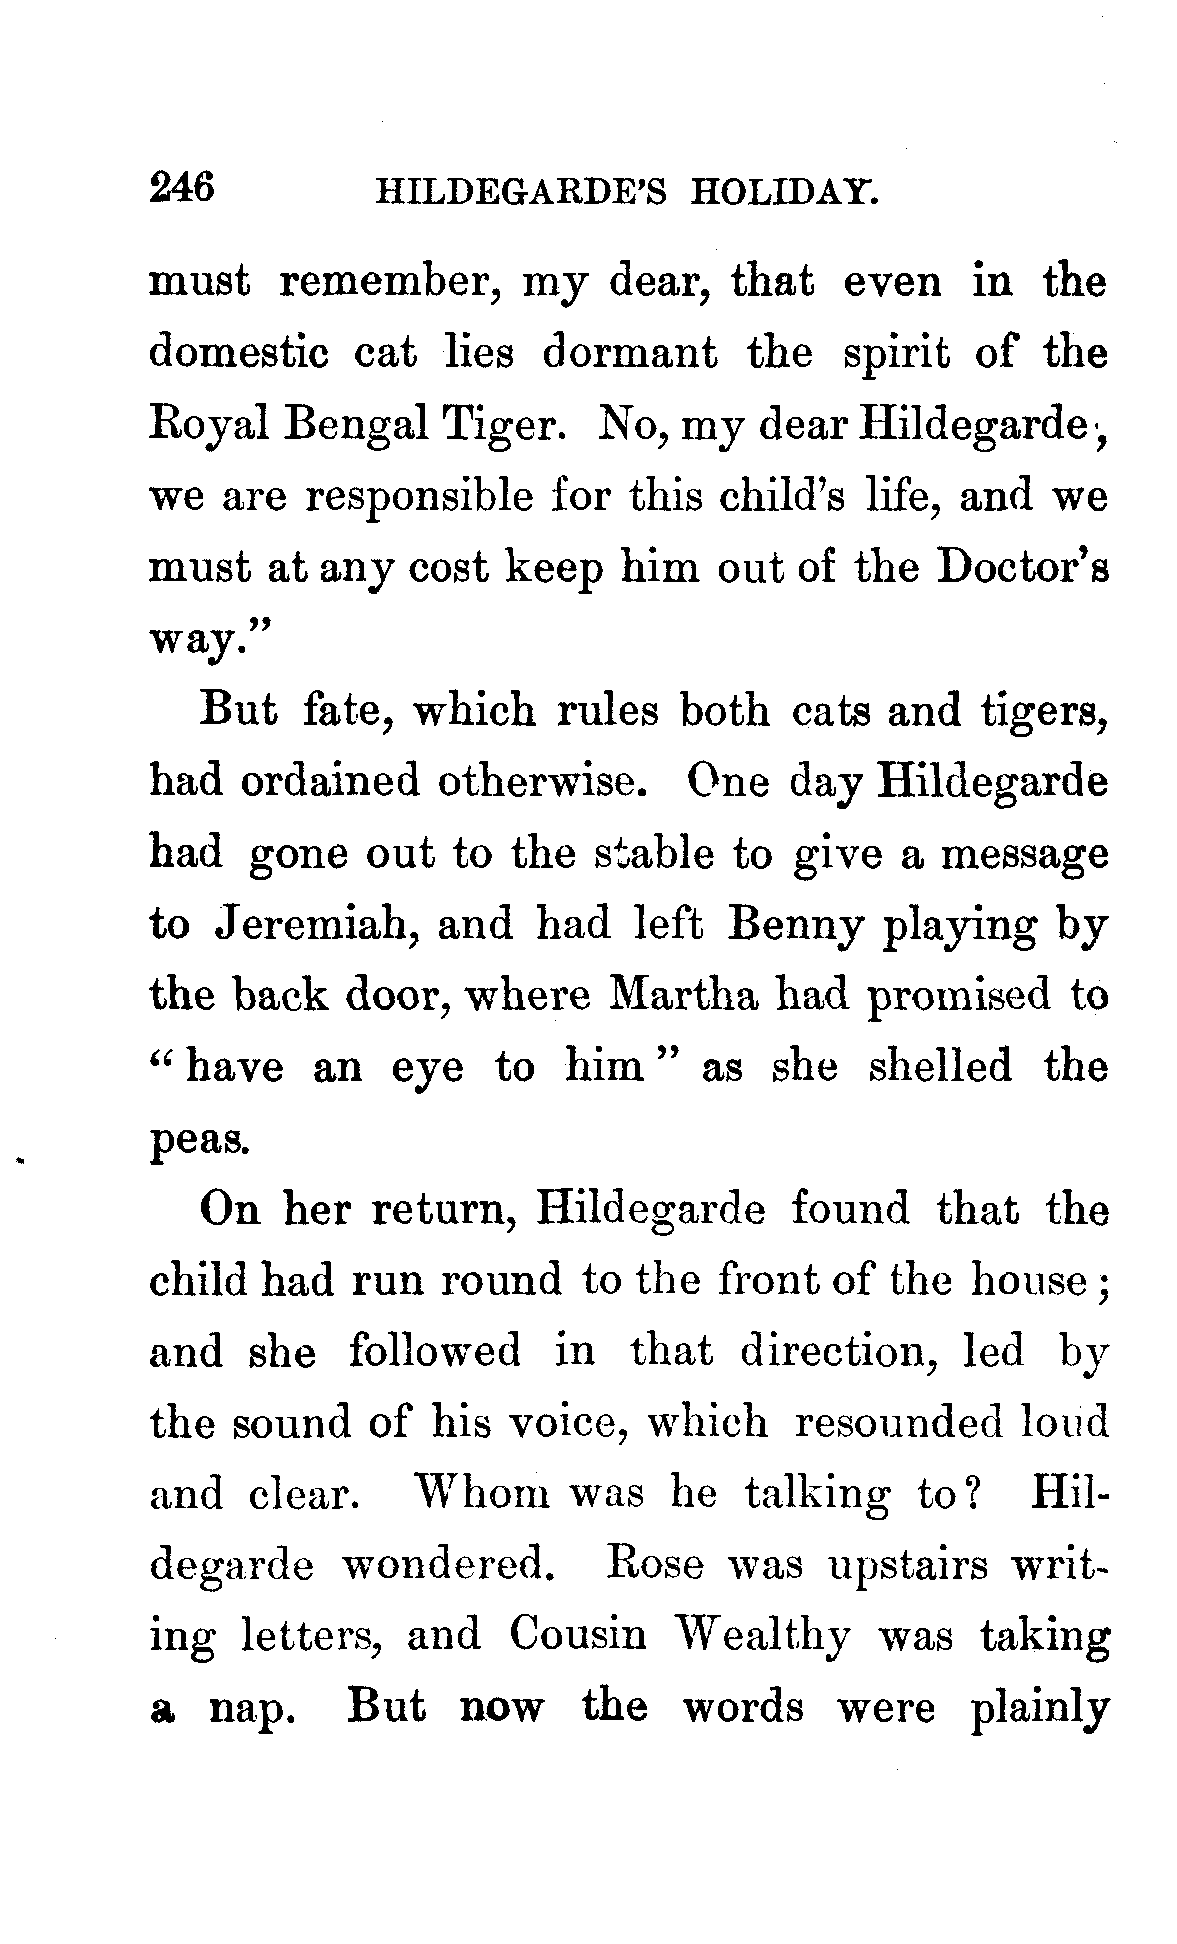 246 HILDEGARDE'S HOLIDAY.
must remember, my dear, that even in the
domestic cat lies dormant the spirit of the
Royal Bengal Tiger. No, my dear Hildegarde,
we are responsible for this child's life, and we
must at any cost keep him out of the Doctor's
way."
But fate, which rules both cats and tigers,
had ordained otherwise. One day Hildegarde
had gone out to the stable to give a message
to Jeremiah, and had left Benny playing by
the back door, where Martha had promised to
"have an eye to him" as she shelled the
peas.
On her return, Hildegarde found that the
child had run round to the front of the house;
and she followed in that direction, led by
the sound of his voice, which resounded loud
and clear. Whom was he talking to? Hil-
degarde wondered. Rose was upstairs writ-
ing letters, and Cousin Wealthy was taking
a nap. But now the words were plainly